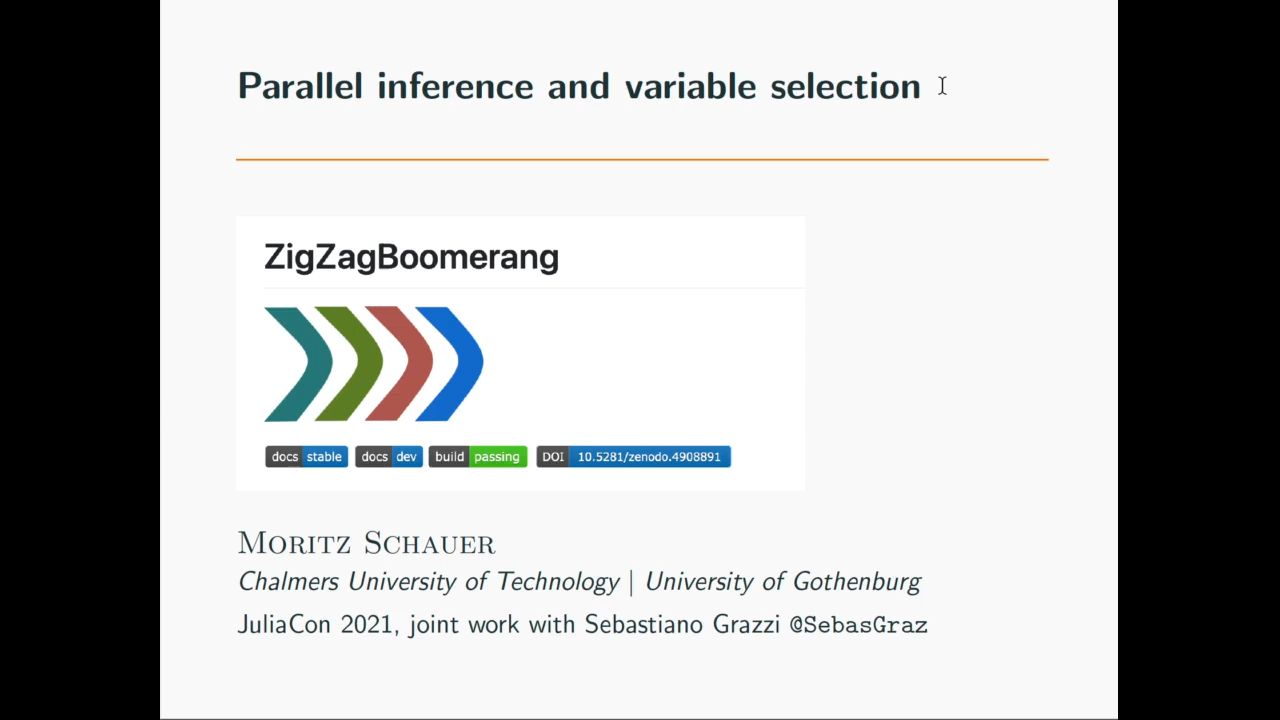 Parallel inference and variable selection
ZigZagBoomerang
docs stable docs dev build passing DOI 10.5281/zenodo.4908891
Moritz Schauer
Chalmers University of Technology | University of Gothenburg
JuliaCon 2021, joint work with Sebastiano Grazzi @SebasGraz